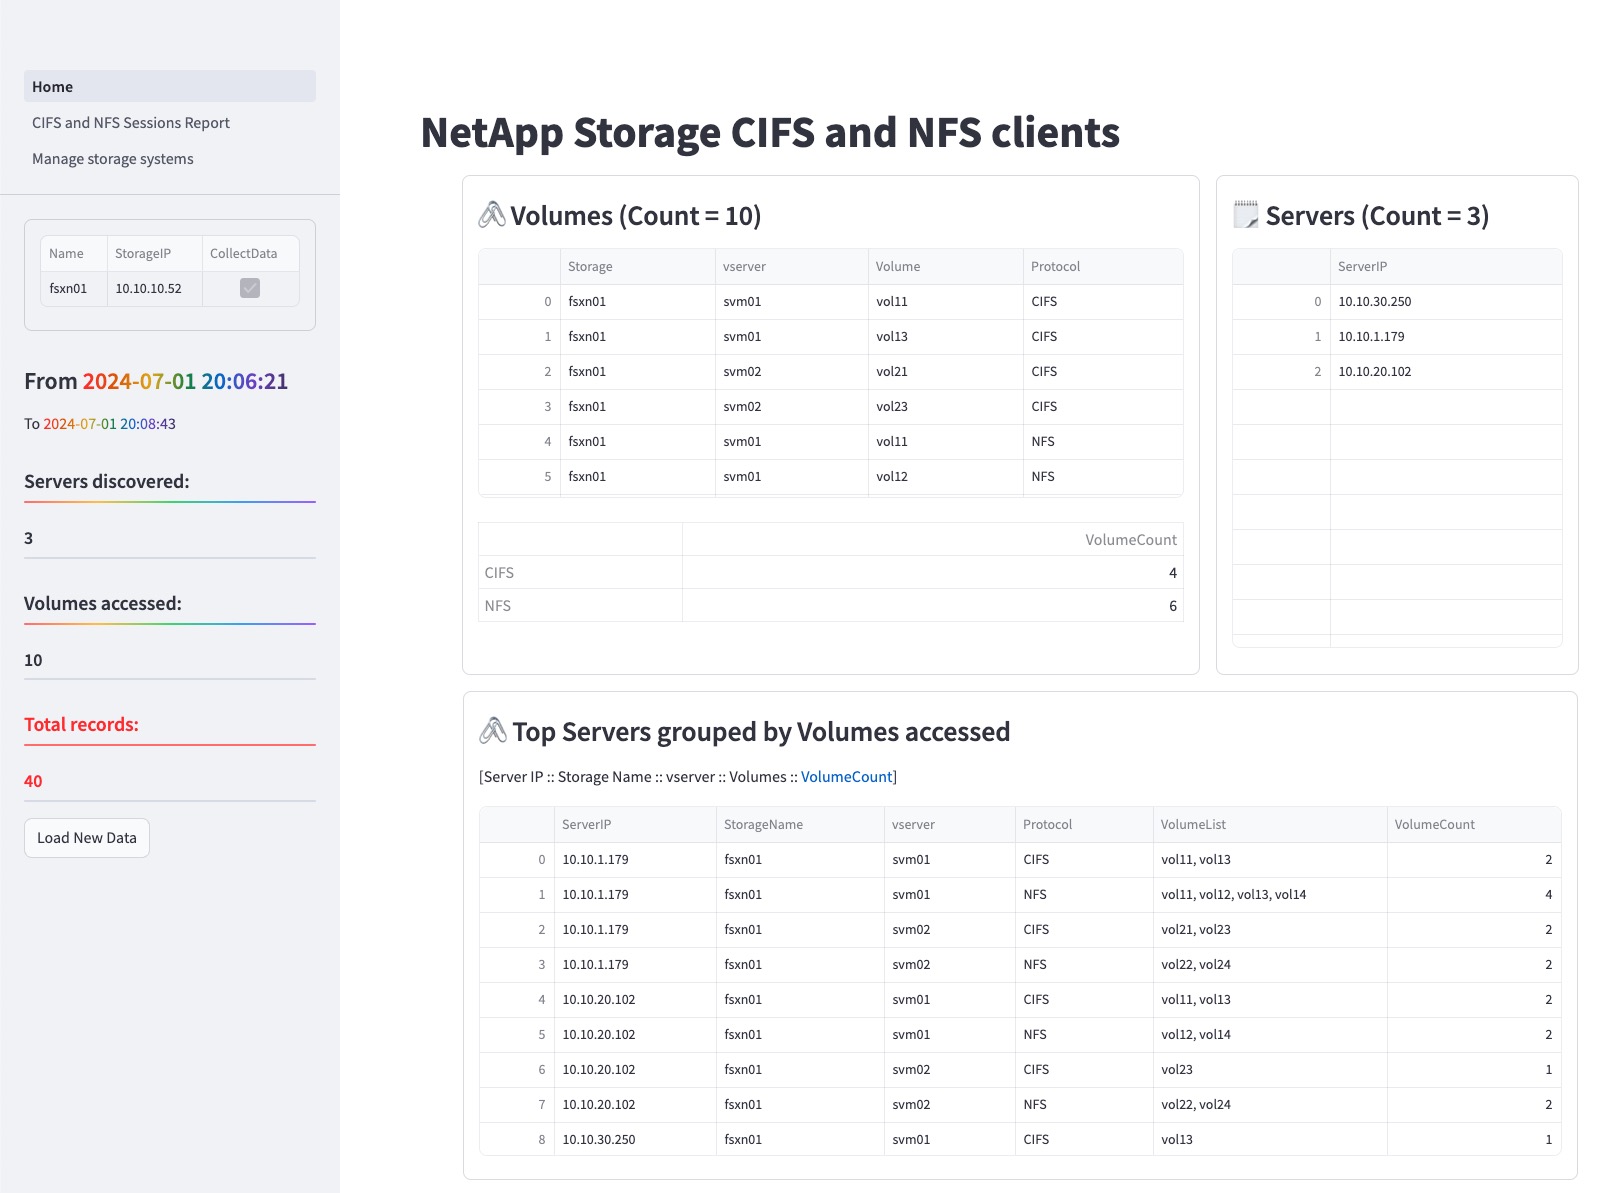 Home
CIFS and NFS Sessions Report
Manage storage systems
Name StorageIP CollectData
fsxn01 10.10.10.52
From 2024-07-01 20:06:21
To 2024-07-01 20:08:43
Servers discovered:
3
Volumes accessed:
10
Total records:
40
Load New Data
NetApp Storage CIFS and NFS clients
Volumes (Count = 10)
Storage vserver Volume Protocol
0 fsxn01 svm01 vol11 CIFS
1 fsxn01 svm01 vol13 CIFS
2 fsxn01 svm02 vol21 CIFS
3 fsxn01 svm02 vol23 CIFS
4 fsxn01 svm01 vol11 NFS
5 fsxn01 svm01 vol12 NFS
VolumeCount
CIFS 4
NFS 6
Servers (Count = 3)
ServerIP
0 10.10.30.250
1 10.10.1.179
2 10.10.20.102
Top Servers grouped by Volumes accessed
[Server IP :: Storage Name :: vserver :: Volumes :: VolumeCount]
ServerIP StorageName vserver Protocol VolumeList VolumeCount
0 10.10.1.179 fsxn01 svm01 CIFS vol11, vol13 2
1 10.10.1.179 fsxn01 svm01 NFS vol11, vol12, vol13, vol14 4
2 10.10.1.179 fsxn01 svm02 CIFS vol21, vol23 2
3 10.10.1.179 fsxn01 svm02 NFS vol22, vol24 2
4 10.10.20.102 fsxn01 svm01 CIFS vol11, vol13 2
5 10.10.20.102 fsxn01 svm01 NFS vol12, vol14 2
6 10.10.20.102 fsxn01 svm02 CIFS vol23 1
7 10.10.20.102 fsxn01 svm02 NFS vol22, vol24 2
8 10.10.30.250 fsxn01 svm01 CIFS vol13 1